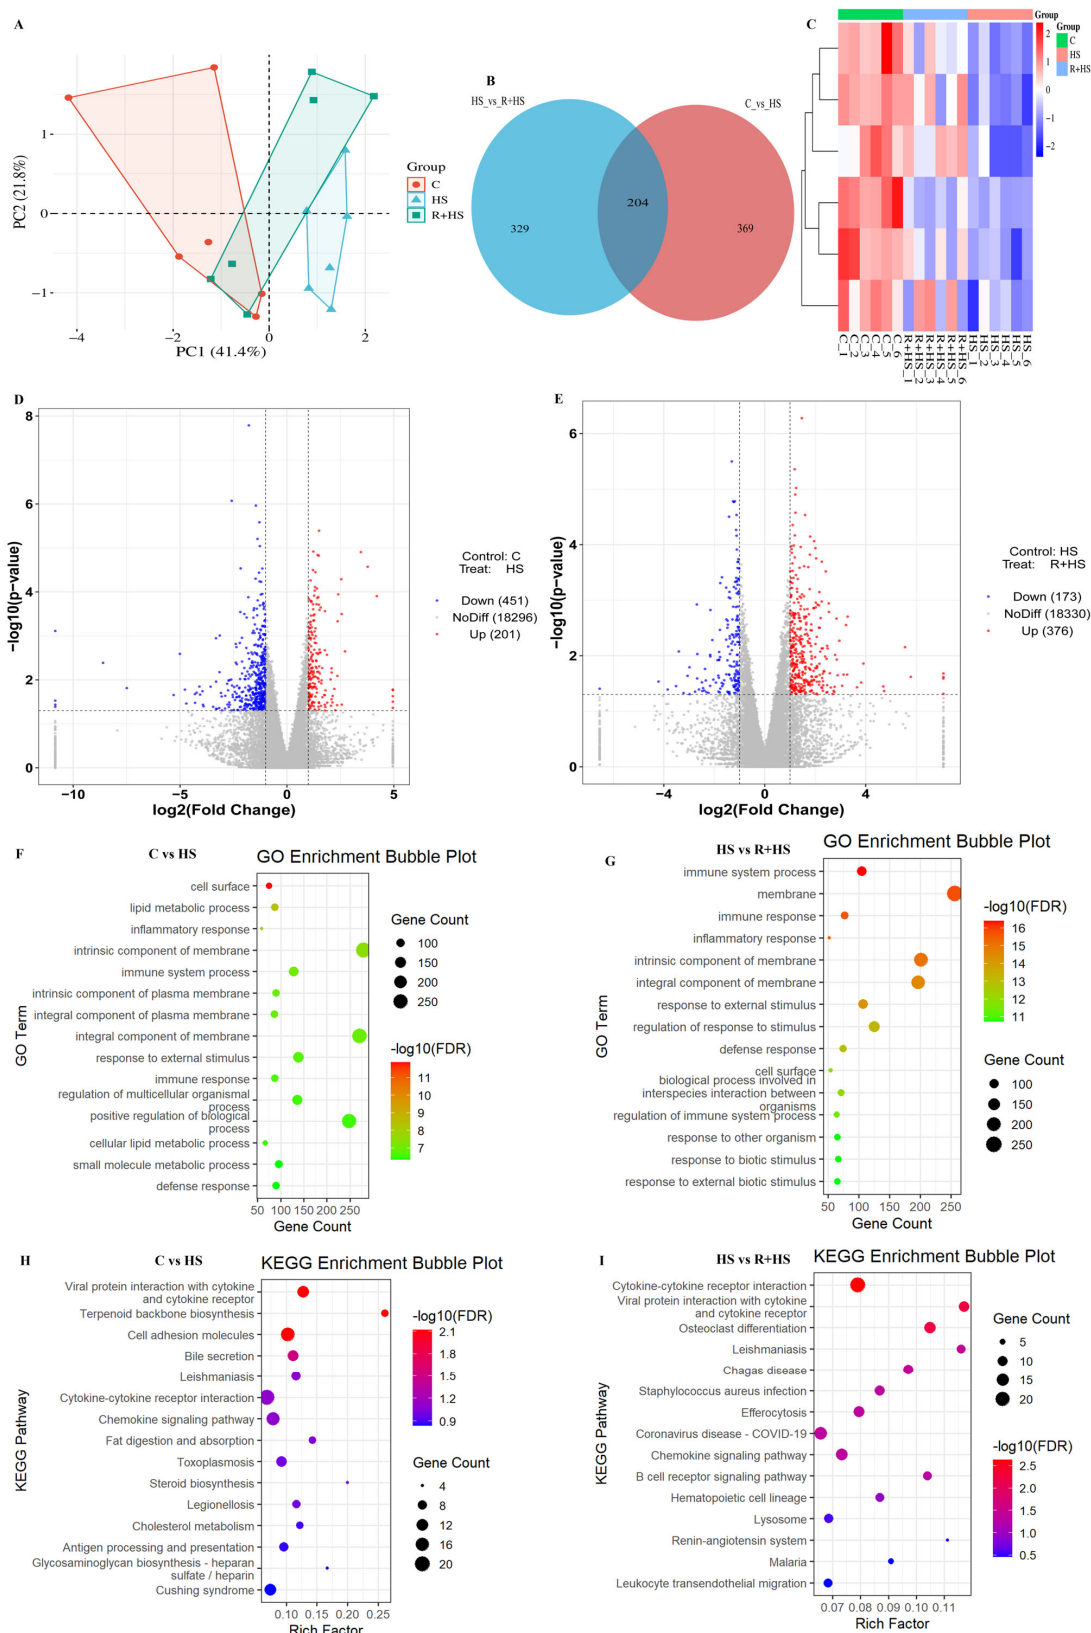 A
1
0
−1
−4
−2
0
2
PC2 (21.8%)
PC1 (41.4%)
Group
C
HS
R+HS
B
HS_vs_R+HS
C_vs_HS
329
204
369
C
Group
2
1
0
−1
−2
Group
C
HS
R+HS
C_1
C_2
C_3
C_4
C_5
C_6
R+HS_1
R+HS_2
R+HS_3
R+HS_4
R+HS_5
R+HS_6
HS_1
HS_2
HS_3
HS_4
HS_5
HS_6
D
8
6
4
2
0
−10
−5
0
5
−log10(p−value)
log2(Fold Change)
Control: C
Treat: HS
Down (451)
NoDiff (18296)
Up (201)
E
6
4
2
0
−4
0
4
−log10(p−value)
log2(Fold Change)
Control: HS
Treat: R+HS
Down (173)
NoDiff (18330)
Up (376)
F
C vs HS
GO Enrichment Bubble Plot
cell surface
lipid metabolic process
inflammatory response
intrinsic component of membrane
immune system process
intrinsic component of plasma membrane
integral component of plasma membrane
integral component of membrane
response to external stimulus
immune response
regulation of multicellular organismal
process
positive regulation of biological
process
cellular lipid metabolic process
small molecule metabolic process
defense response
GO Term
50 100 150 200 250
Gene Count
Gene Count
100
150
200
250
-log10(FDR)
11
10
9
8
7
G
HS vs R+HS
GO Enrichment Bubble Plot
immune system process
membrane
immune response
inflammatory response
intrinsic component of membrane
integral component of membrane
response to external stimulus
regulation of response to stimulus
defense response
cell surface
biological process involved in
interspecies interaction between
organisms
regulation of immune system process
response to other organism
response to biotic stimulus
response to external biotic stimulus
GO Term
50 100 150 200 250
Gene Count
-log10(FDR)
16
15
14
13
12
11
Gene Count
100
150
200
250
H
C vs HS
KEGG Enrichment Bubble Plot
Viral protein interaction with cytokine
and cytokine receptor
Terpenoid backbone biosynthesis
Cell adhesion molecules
Bile secretion
Leishmaniasis
Cytokine-cytokine receptor interaction
Chemokine signaling pathway
Fat digestion and absorption
Toxoplasmosis
Steroid biosynthesis
Legionellosis
Cholesterol metabolism
Antigen processing and presentation
Glycosaminoglycan biosynthesis - heparan
sulfate / heparin
Cushing syndrome
KEGG Pathway
0.10 0.15 0.20 0.25
Rich Factor
-log10(FDR)
2.1
1.8
1.5
1.2
0.9
Gene Count
4
8
12
16
20
I
HS vs R+HS
KEGG Enrichment Bubble Plot
Cytokine-cytokine receptor interaction
Viral protein interaction with cytokine
and cytokine receptor
Osteoclast differentiation
Leishmaniasis
Chagas disease
Staphylococcus aureus infection
Efferocytosis
Coronavirus disease - COVID-19
Chemokine signaling pathway
B cell receptor signaling pathway
Hematopoietic cell lineage
Lysosome
Renin-angiotensin system
Malaria
Leukocyte transendothelial migration
KEGG Pathway
0.07 0.08 0.09 0.10 0.11
Rich Factor
Gene Count
5
10
15
20
-log10(FDR)
2.5
2.0
1.5
1.0
0.5